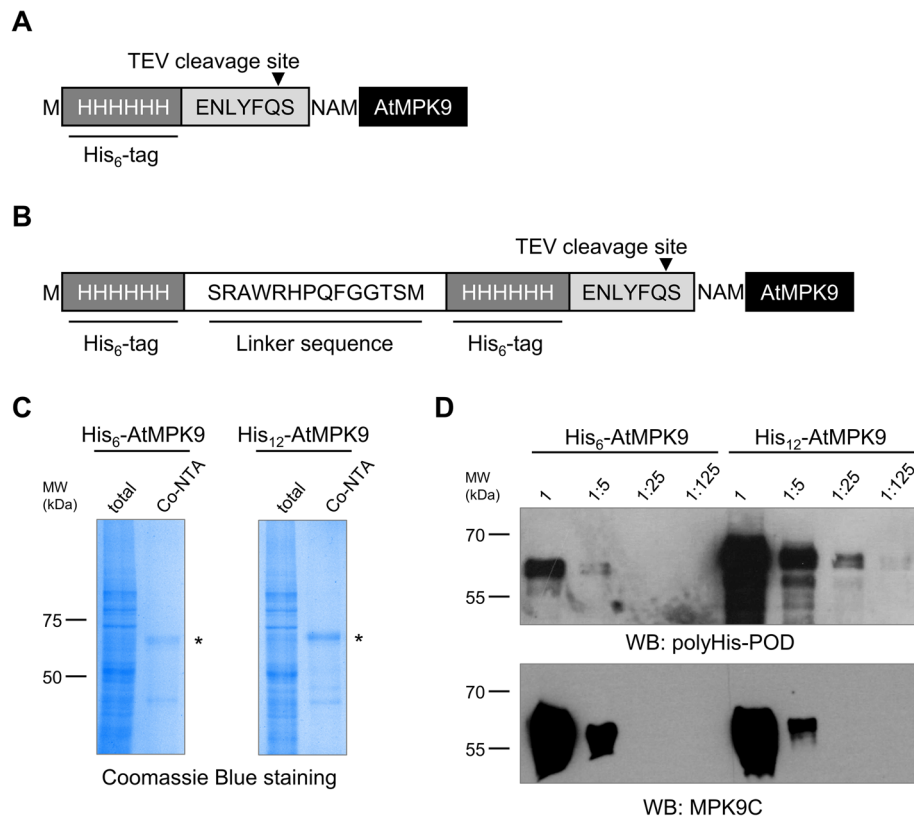 A
TEV cleavage site
M HHHHHH ENLYFQS NAM AtMPK9
His6-tag
B
TEV cleavage site
M HHHHHH SRAWRHPQFGGTSM HHHHHH ENLYFQS NAM AtMPK9
His6-tag Linker sequence His6-tag
C
His6-AtMPK9 His12-AtMPK9
MW
(kDa)
total Co-NTA total Co-NTA
75
* *
50
Coomassie Blue staining
D
His6-AtMPK9 His12-AtMPK9
MW
(kDa)
1 1:5 1:25 1:125 1 1:5 1:25 1:125
70
55
WB: polyHis-POD
70
55
WB: MPK9C